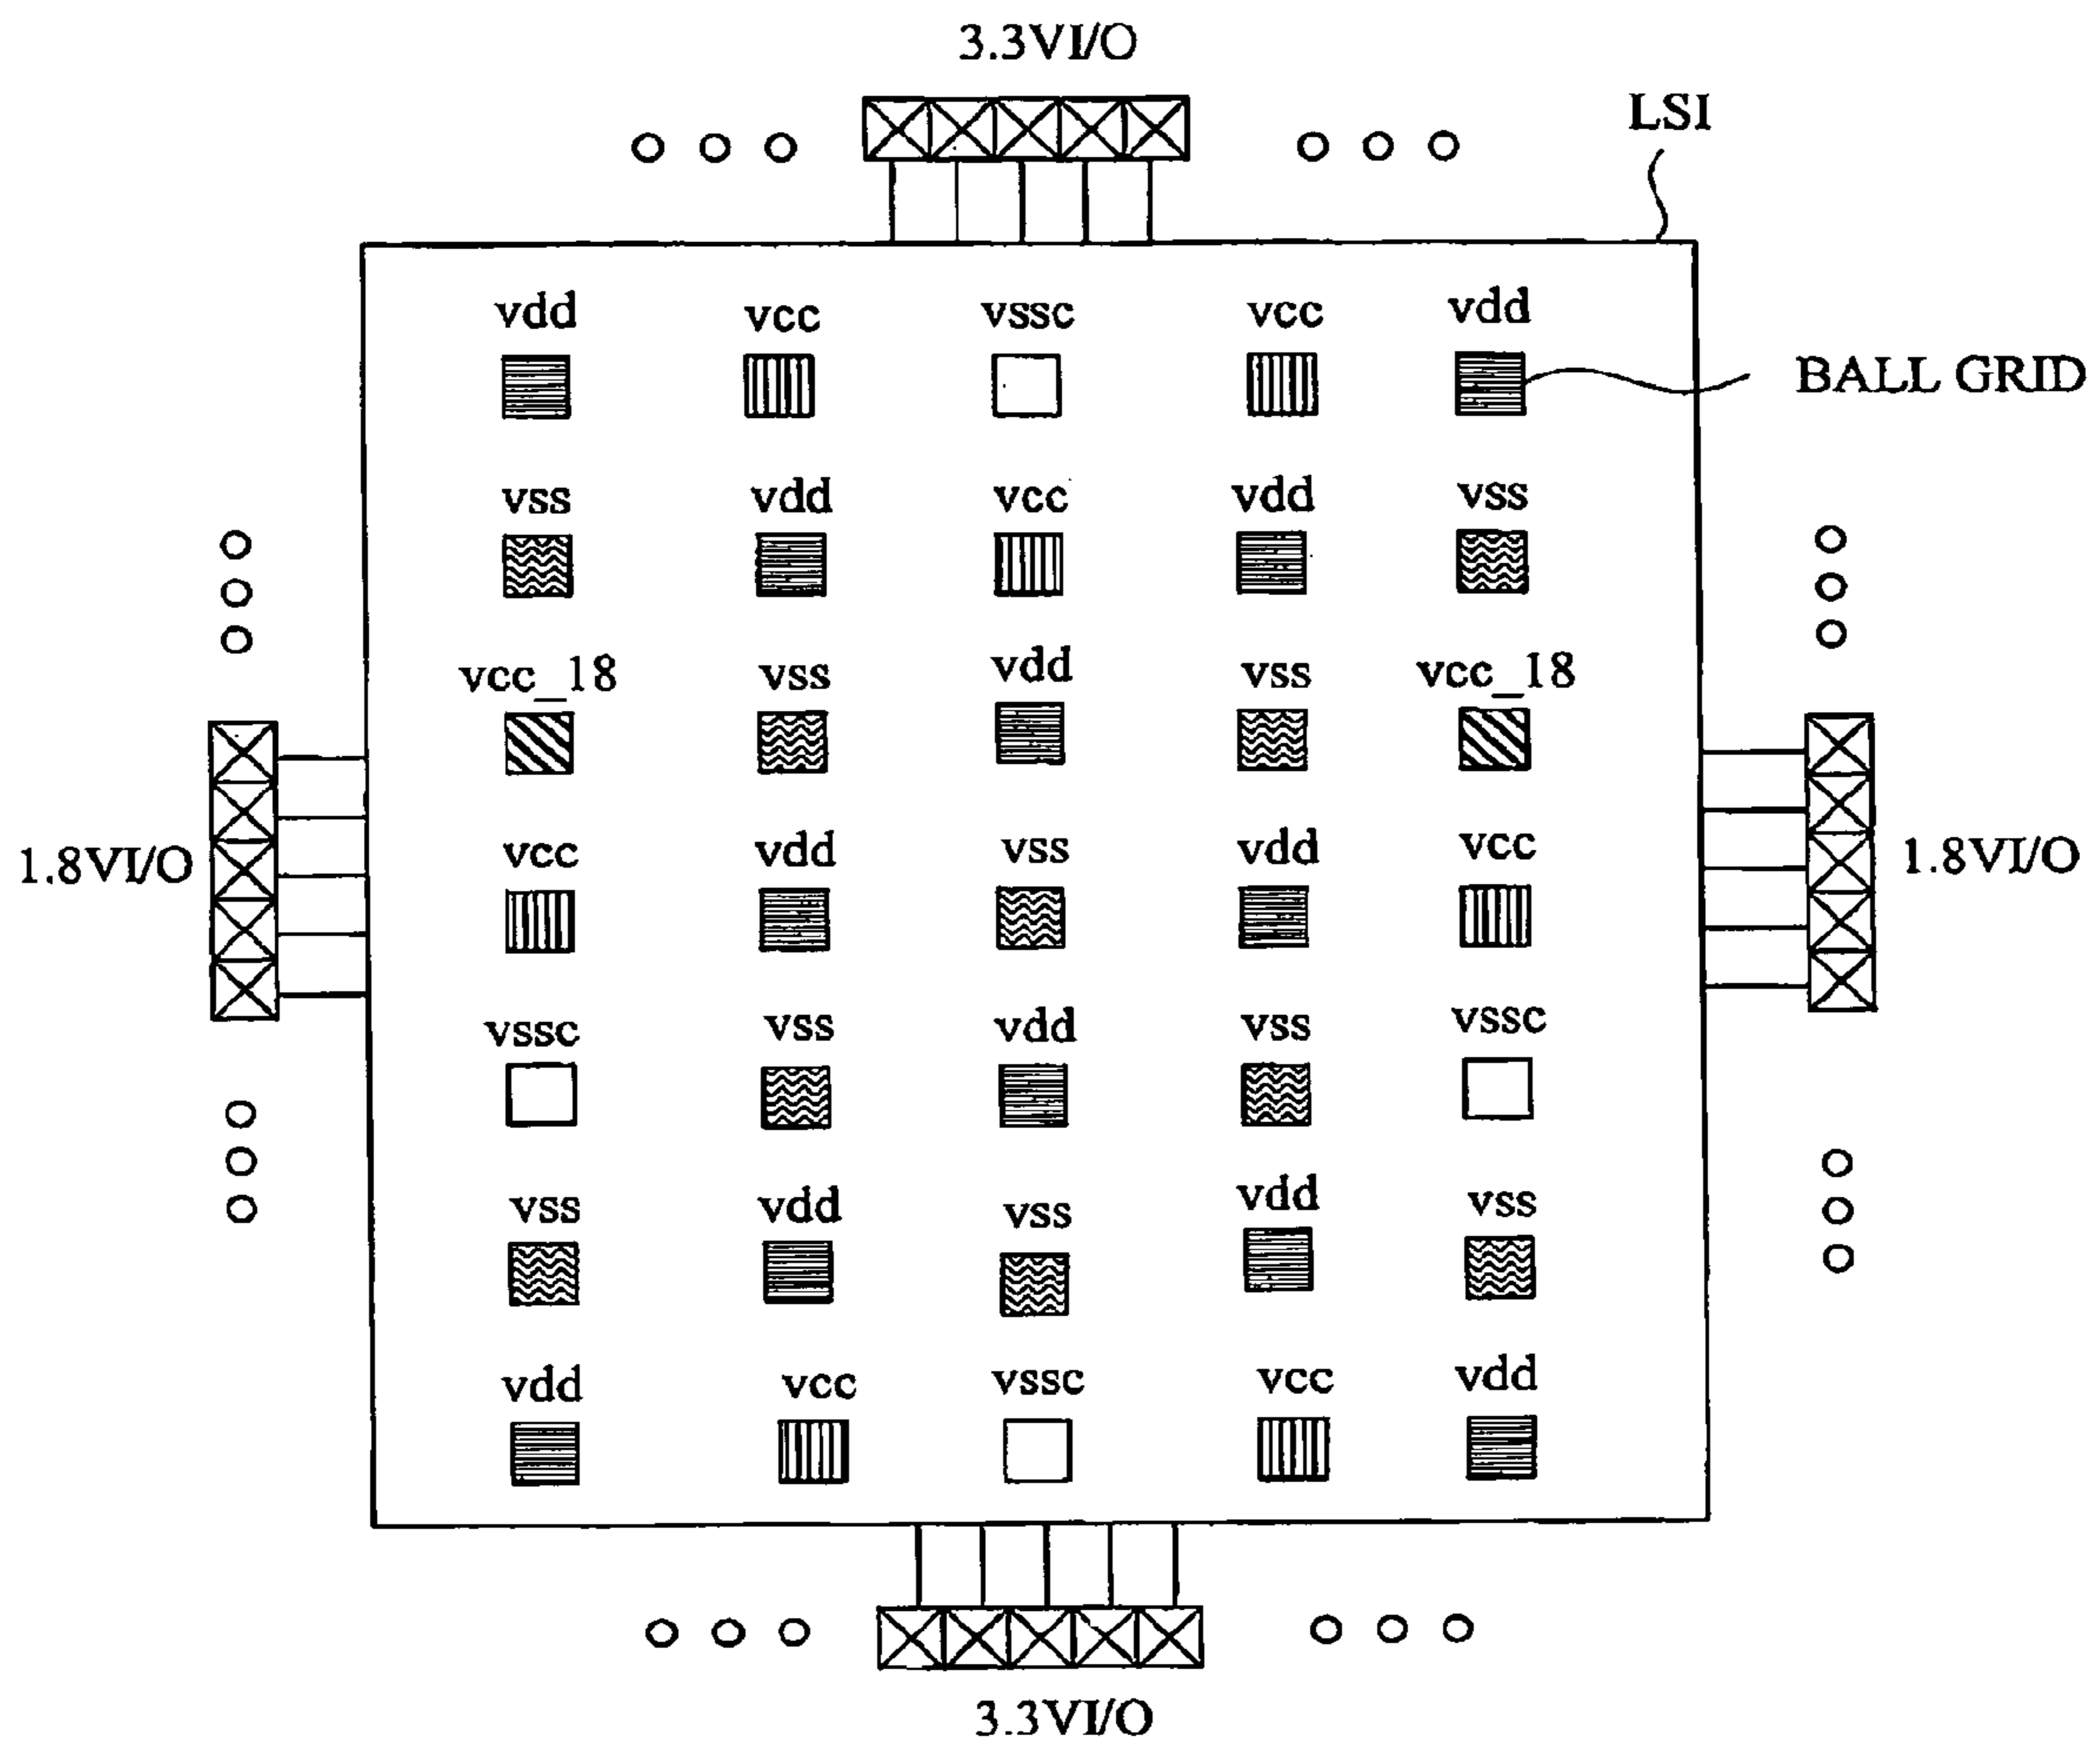 3.3VI/O
LSI
vdd vcc vssc vcc vdd
BALL GRID
vss vdd vcc vdd vss
vcc_18 vss vdd vss vcc_18
1.8VI/O
vcc vdd vss vdd vcc
1.8VI/O
vssc vss vdd vss vssc
vss vdd vss vdd vss
vdd vcc vssc vcc vdd
3.3VI/O